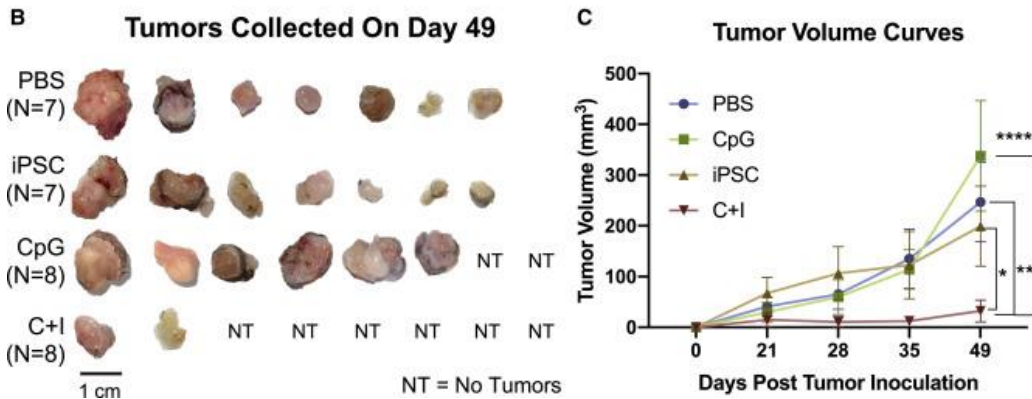 B
Tumors Collected On Day 49
PBS
(N=7)
iPSC
(N=7)
CpG
(N=8)
NT NT
C+I
(N=8)
NT NT NT NT NT NT
1 cm
NT = No Tumors
C
Tumor Volume Curves
Tumor Volume (mm³)
500
400
300
200
100
0
PBS
CpG
iPSC
C+I
****
*
**
0 21 28 35 49
Days Post Tumor Inoculation